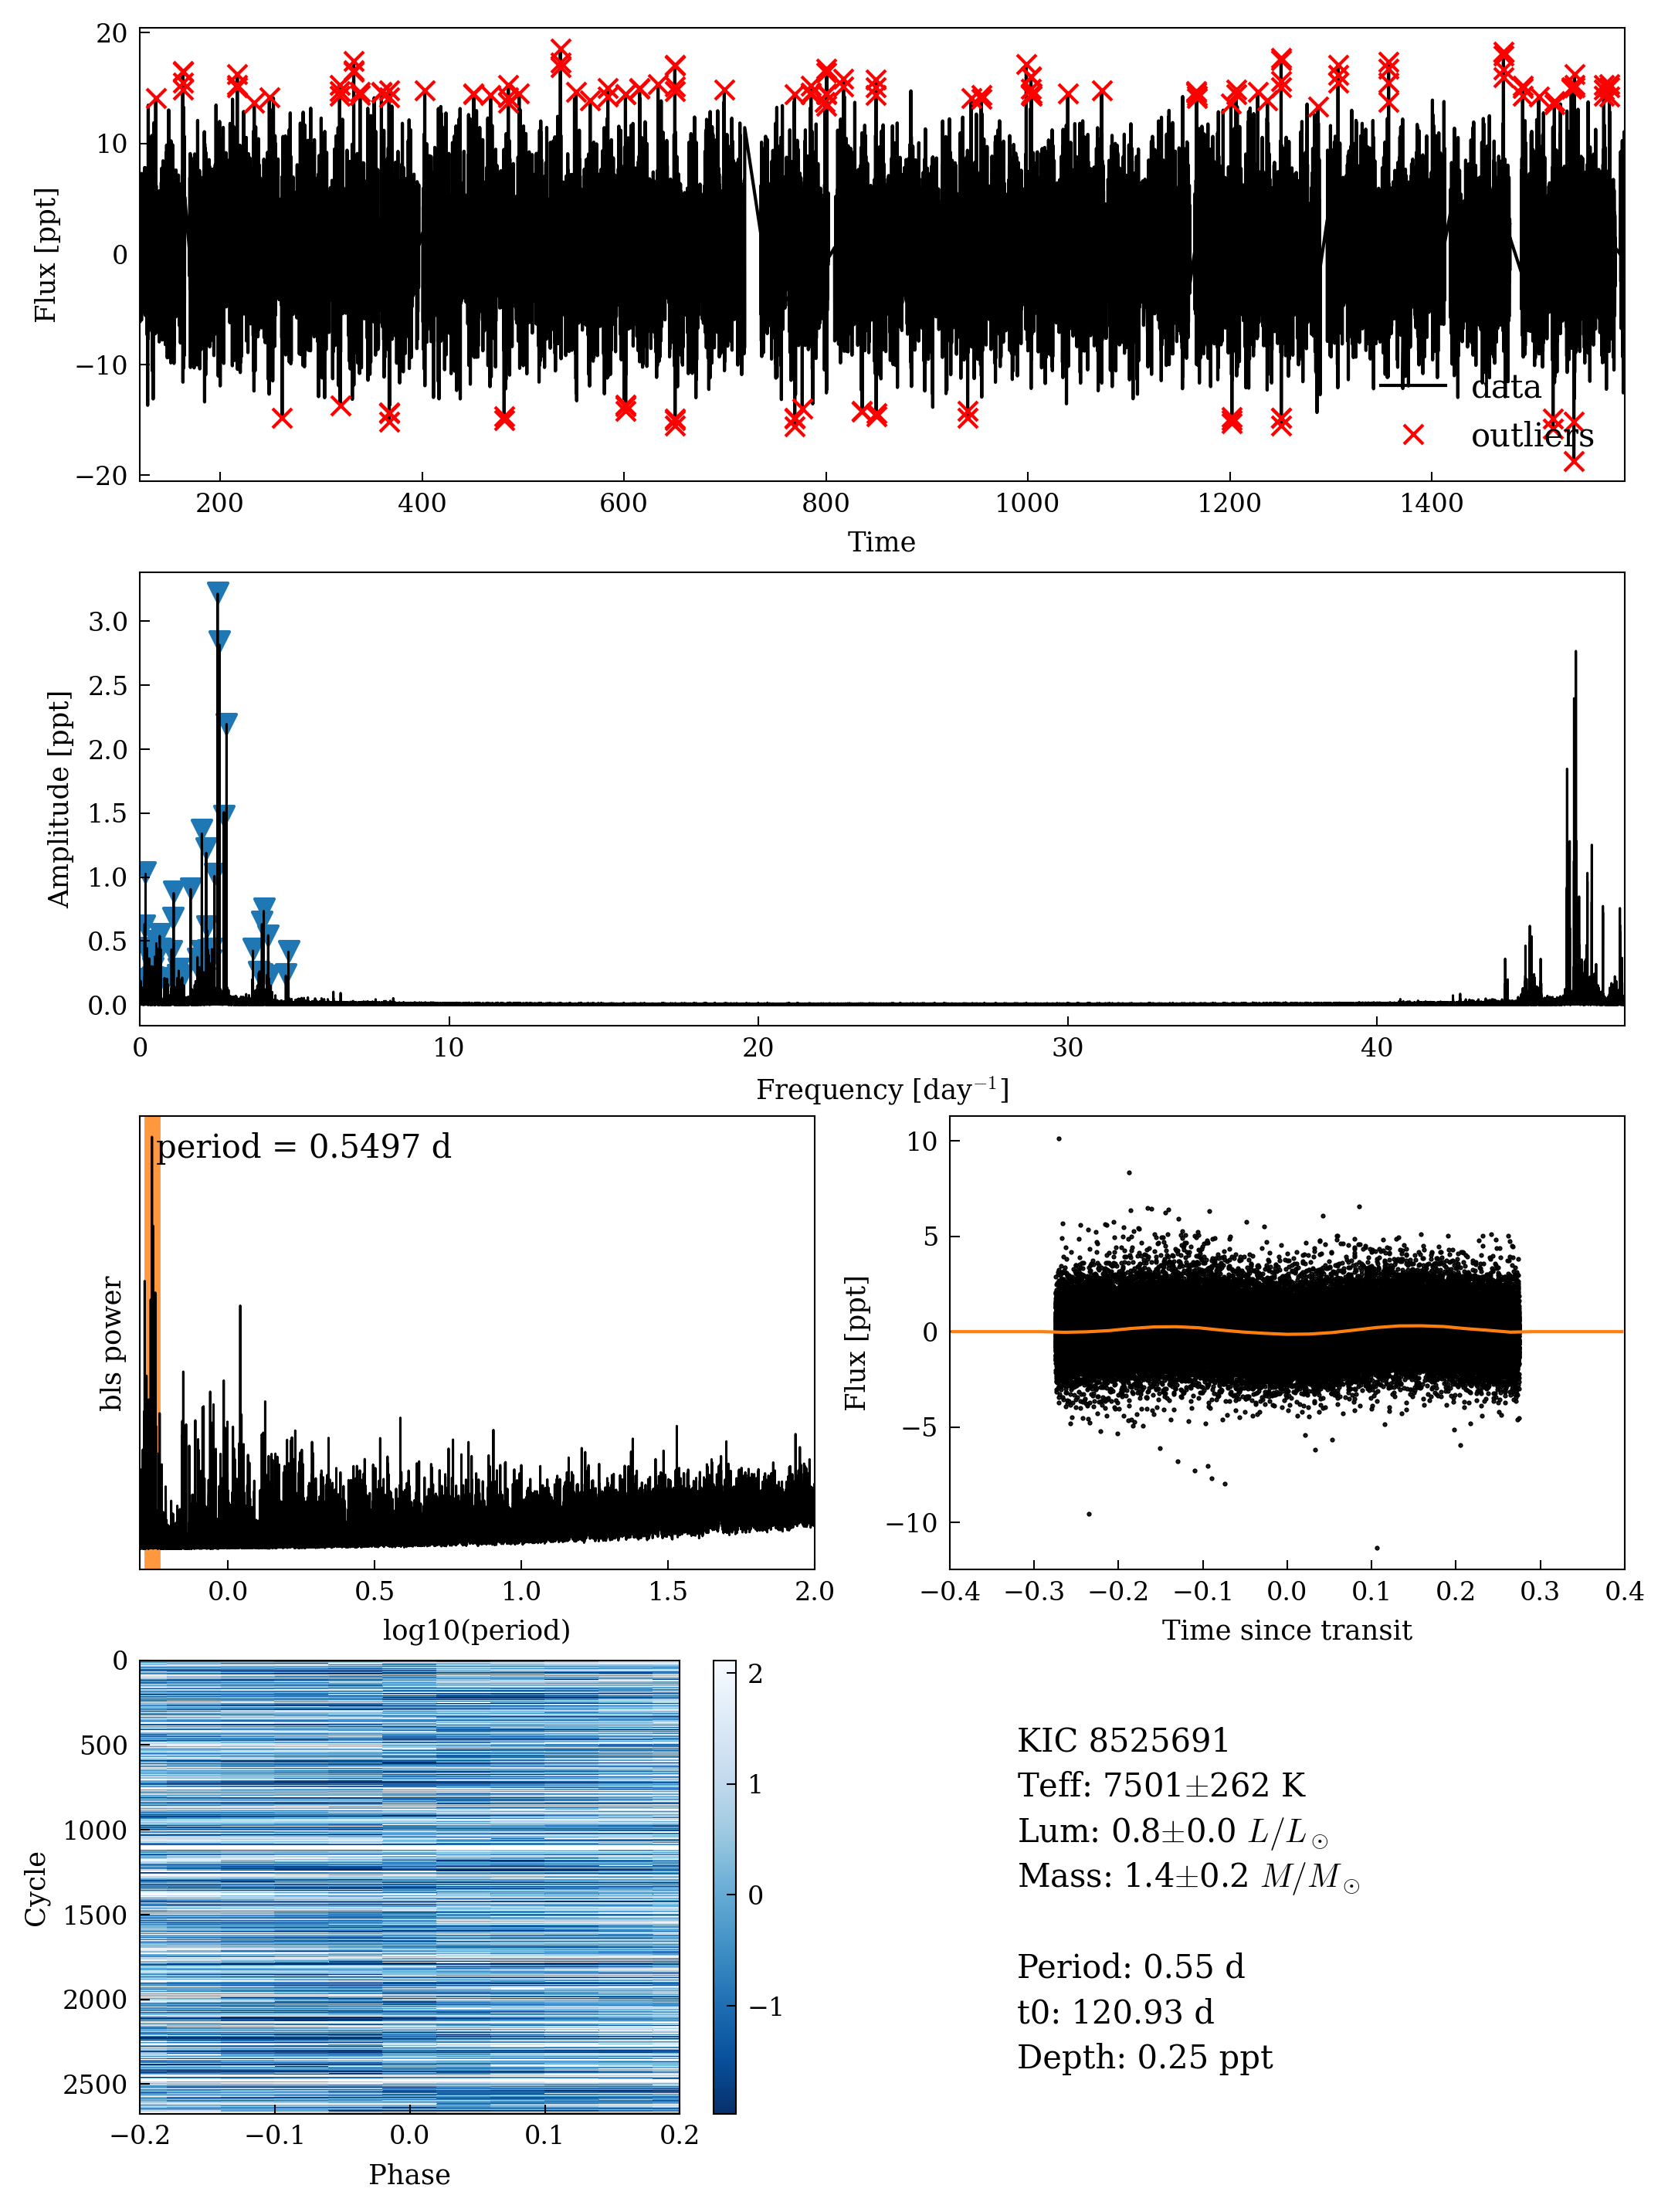 20
10
0
−10
−20
Flux [ppt]
data
outliers
200 400 600 800 1000 1200 1400
Time
3.0
2.5
2.0
1.5
1.0
0.5
0.0
Amplitude [ppt]
0 10 20 30 40
Frequency [day⁻¹]
period = 0.5497 d
bls power
0.0 0.5 1.0 1.5 2.0
log10(period)
10
5
0
−5
−10
Flux [ppt]
−0.4 −0.3 −0.2 −0.1 0.0 0.1 0.2 0.3 0.4
Time since transit
0
500
1000
1500
2000
2500
Cycle
−0.2 −0.1 0.0 0.1 0.2
Phase
2
1
0
−1
KIC 8525691
Teff: 7501±262 K
Lum: 0.8±0.0 L/L⊙
Mass: 1.4±0.2 M/M⊙
Period: 0.55 d
t0: 120.93 d
Depth: 0.25 ppt